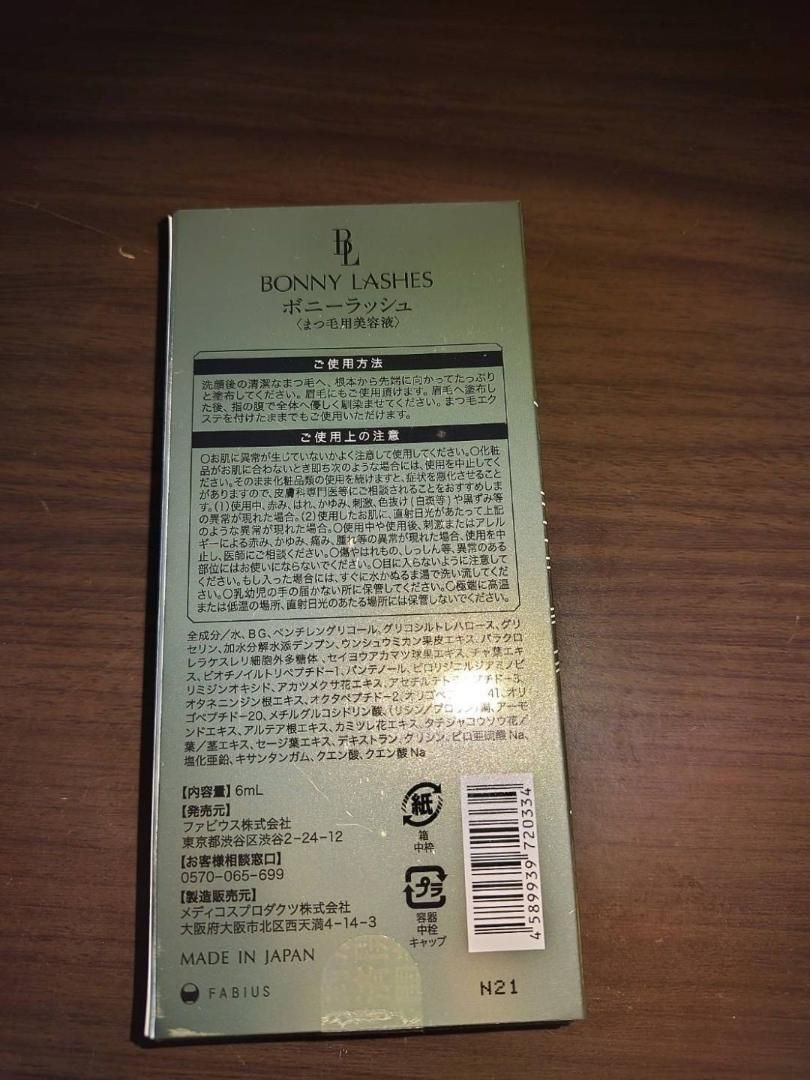 BL
BONNY LASHES
ボニーラッシュ
〈まつ毛用美容液〉
ご使用方法
洗顔後の清潔なまつ毛へ、根本から先端に向かってたっぷり
と塗布してください。眉毛にもご使用頂けます。眉毛へ塗布し
た後、指の腹で全体へ優しく馴染ませてください。まつ毛エク
ステを付けたままでもご使用いただけます。
ご使用上の注意
〇お肌に異常が生じていないかよく注意して使用してください。〇化粧
品がお肌に合わないとき即ち次のような場合には、使用を中止してく
ださい。そのまま化粧品類の使用を続けますと、症状を悪化させること
がありますので、皮膚科専門医等にご相談されることをおすすめしま
す。(1)使用中、赤み、はれ、かゆみ、刺激、色抜け(白斑等)や黒ずみ等
の異常が現れた場合。(2)使用したお肌に、直射日光があたって上記
のような異常が現れた場合。〇使用中や使用後、刺激またはアレル
ギーによる赤み、かゆみ、痛み、腫れ等の異常が現れた場合、使用を中
止し、医師にご相談ください。〇傷やはれもの、しっしん等、異常のある
部位にはお使いにならないでください。〇目に入らないように注意して
ください。もし入った場合には、すぐに水かぬるま湯で洗い流してくだ
さい。〇乳幼児の手の届かない所に保管してください。〇極端に高温
または低温の場所、直射日光のあたる場所には保管しないでください。
全成分/水、BG、ペンチレングリコール、グリコシルトレハロース、グリ
セリン、加水分解水添デンプン、ウンシュウミカン果皮エキス、パラクロ
レラケスレリ細胞外多糖体、セイヨウアカマツ球果エキス、チャ葉エキ
ス、ビオチノイルトリペプチド-1、パンテノール、ピロリジニルジアミノピ
リミジンオキシド、アカツメクサ花エキス、アセチルテトラペプチド-3、
オタネニンジン根エキス、オクタペプチド-2、オリゴ 41、オリ
ゴペプチド-20、メチルグルコシドリン酸、(リシン/プロリン)銅、アーモ
ンドエキス、アルテア根エキス、カミツレ花エキス、タチジャコウソウ花/
葉/茎エキス、セージ葉エキス、デキストラン、クリシン、ピロ亜硫酸Na、
塩化亜鉛、キサンタンガム、クエン酸、クエン酸Na
【内容量】6mL
【発売元】
ファビウス株式会社
東京都渋谷区渋谷2-24-12
【お客様相談窓口】
0570-065-699
【製造販売元】
メディコスプロダクツ株式会社
大阪府大阪市北区西天満4-14-3
MADE IN JAPAN
FABIUS
紙
箱
中枠
プラ
容器
中栓
キャップ
4589939720334
N21